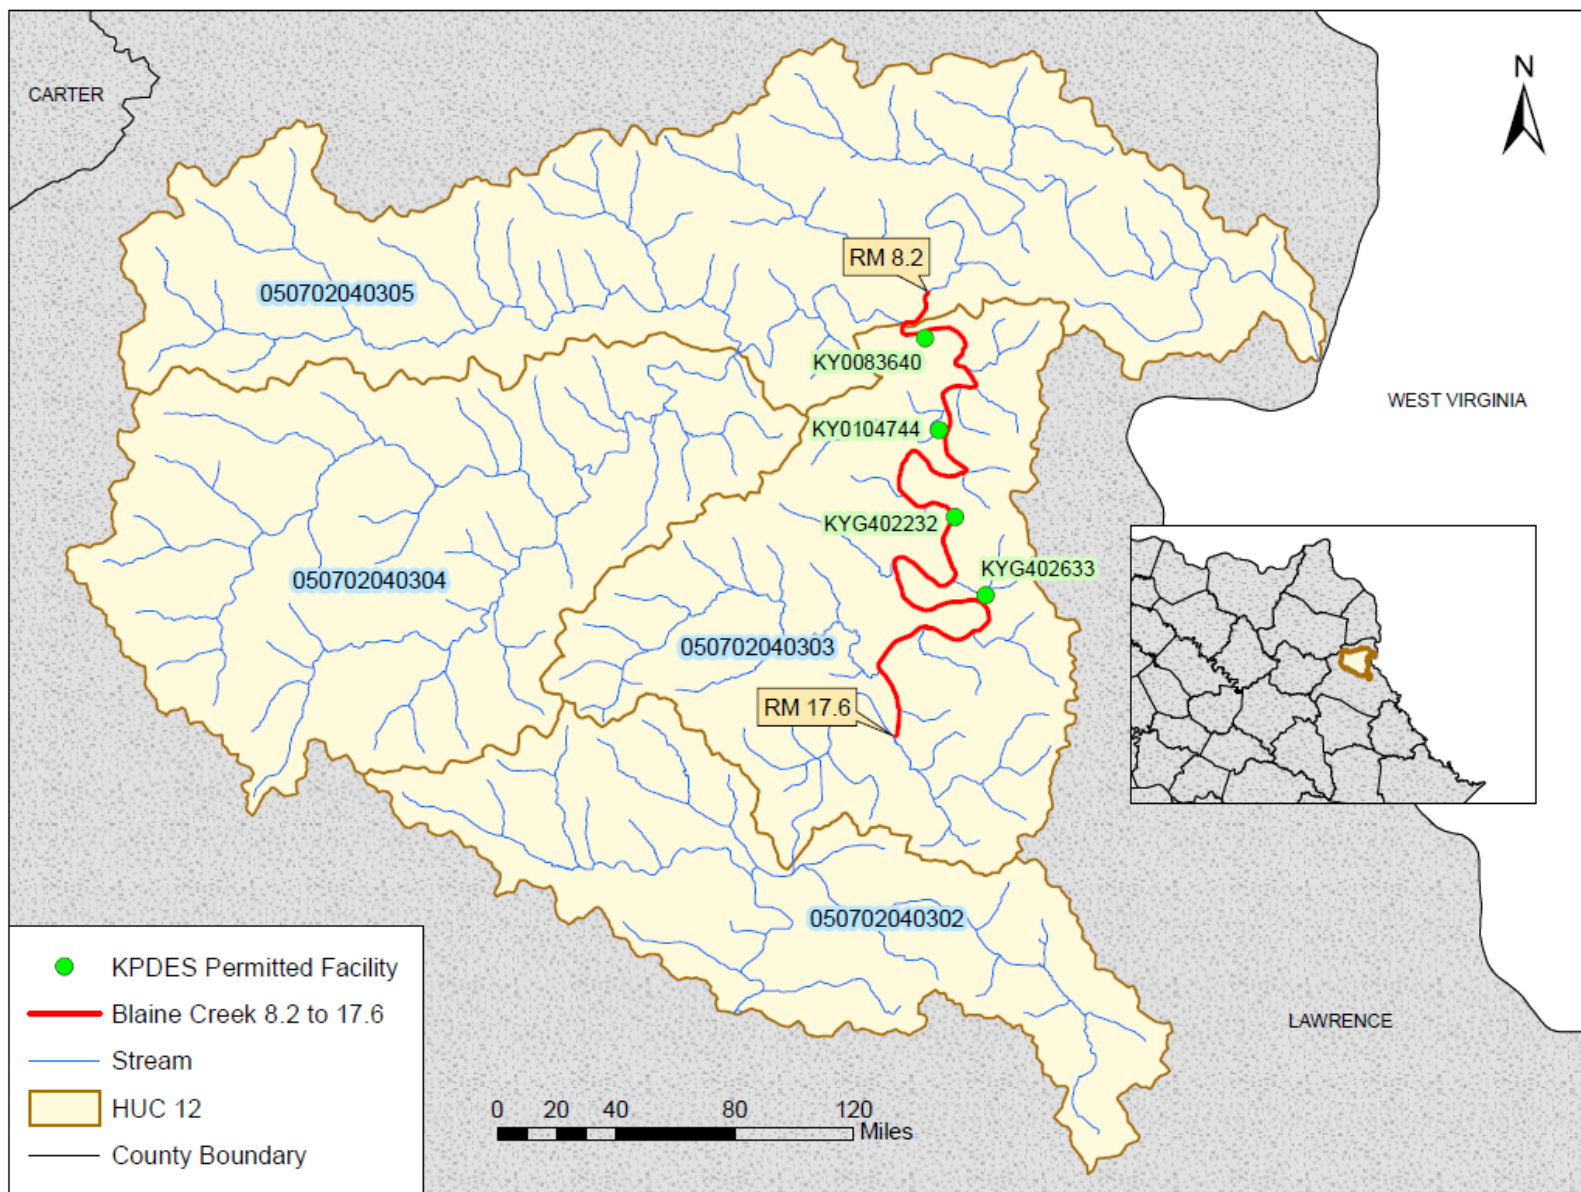 N
CARTER
RM 8.2
050702040305
KY0083640
WEST VIRGINIA
KY0104744
KYG402232
KYG402633
050702040304
050702040303
RM 17.6
050702040302
LAWRENCE
KPDES Permitted Facility
Blaine Creek 8.2 to 17.6
Stream
HUC 12
County Boundary
0 20 40 80 120
Miles